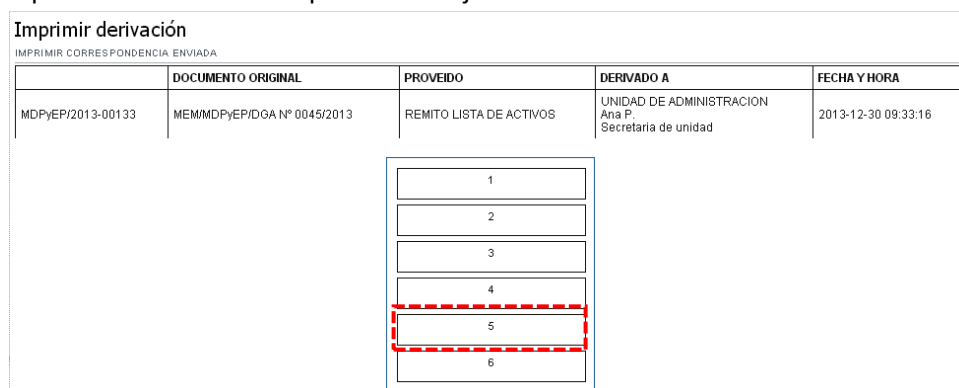 Imprimir derivación
IMPRIMIR CORRESPONDENCIA ENVIADA
DOCUMENTO ORIGINAL PROVEIDO DERIVADO A FECHA Y HORA
MDPyEP/2013-00133 MEM/MDPyEP/DGA Nº 0045/2013 REMITO LISTA DE ACTIVOS UNIDAD DE ADMINISTRACION
Ana P.
Secretaria de unidad
2013-12-30 09:33:16
1
2
3
4
5
6